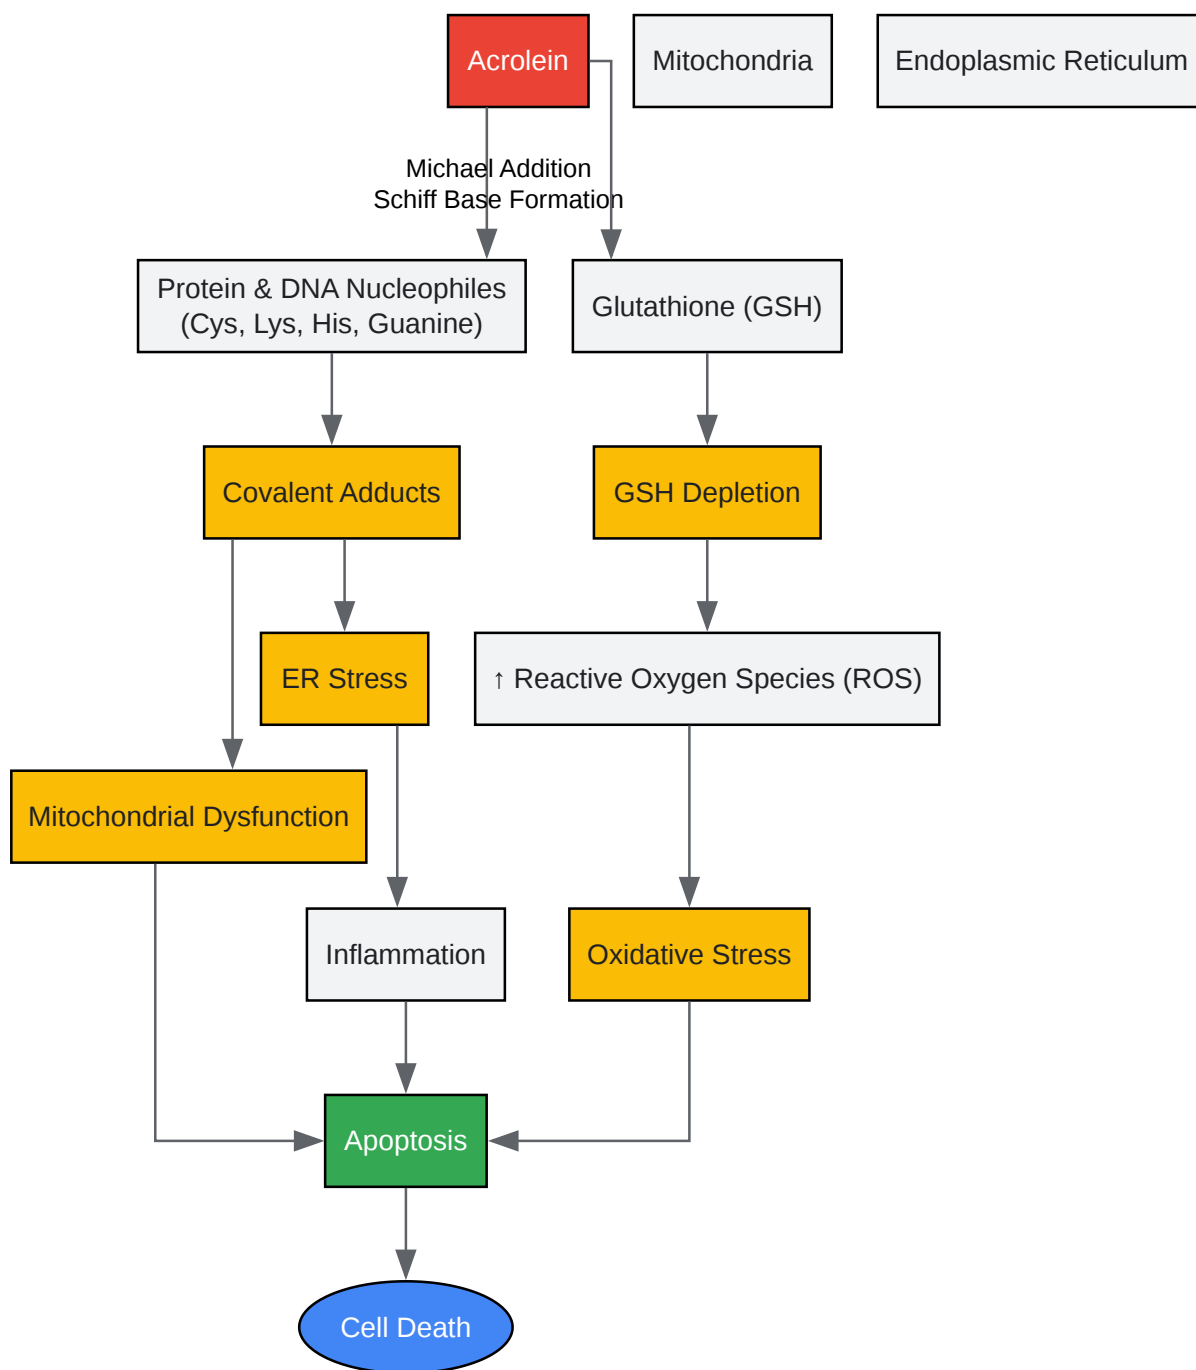 Acrolein
Mitochondria
Endoplasmic Reticulum
Michael Addition
Schiff Base Formation
Protein & DNA Nucleophiles
(Cys, Lys, His, Guanine)
Glutathione (GSH)
Covalent Adducts
GSH Depletion
ER Stress
↑ Reactive Oxygen Species (ROS)
Mitochondrial Dysfunction
Inflammation
Oxidative Stress
Apoptosis
Cell Death